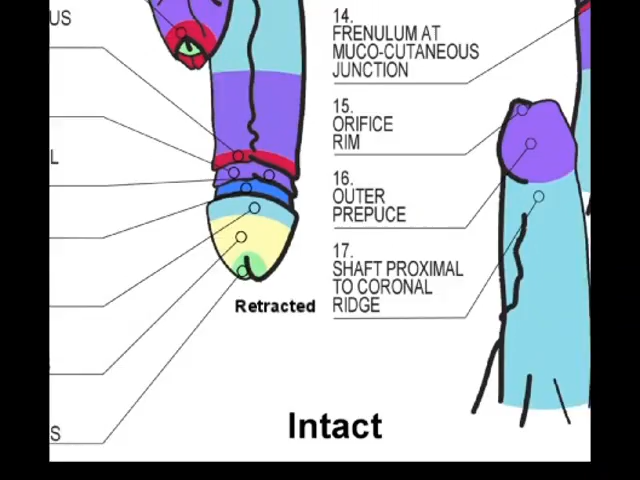 US
L
S
14.
FRENULUM AT
MUCO-CUTANEOUS
JUNCTION
15.
ORIFICE
RIM
16.
OUTER
PREPUCE
17.
SHAFT PROXIMAL
TO CORONAL
RIDGE
Retracted
Intact